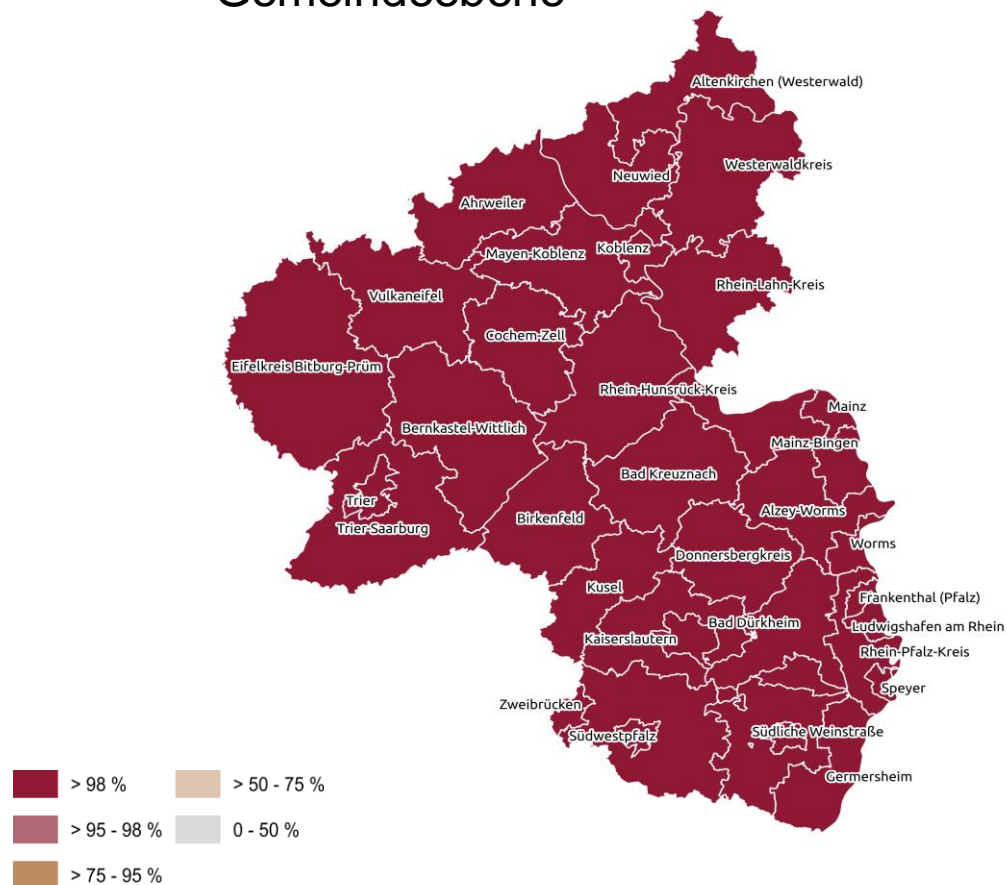 Gemeindeebene
Altenkirchen (Westerwald)
Westerwaldkreis
Neuwied
Ahrweiler
Koblenz
Mayen-Koblenz
Rhein-Lahn-Kreis
Vulkaneifel
Cochem-Zell
Eifelkreis Bitburg-Prüm
Rhein-Hunsrück-Kreis
Mainz
Bernkastel-Wittlich
Mainz-Bingen
Bad Kreuznach
Trier
Alzey-Worms
Birkenfeld
Trier-Saarburg
Worms
Donnersbergkreis
Kusel
Frankenthal (Pfalz)
Bad Dürkheim
Ludwigshafen am Rhein
Kaiserslautern
Rhein-Pfalz-Kreis
Speyer
Zweibrücken
Südwestpfalz
Südliche Weinstraße
Germersheim
> 98 %
> 50 - 75 %
> 95 - 98 %
0 - 50 %
> 75 - 95 %